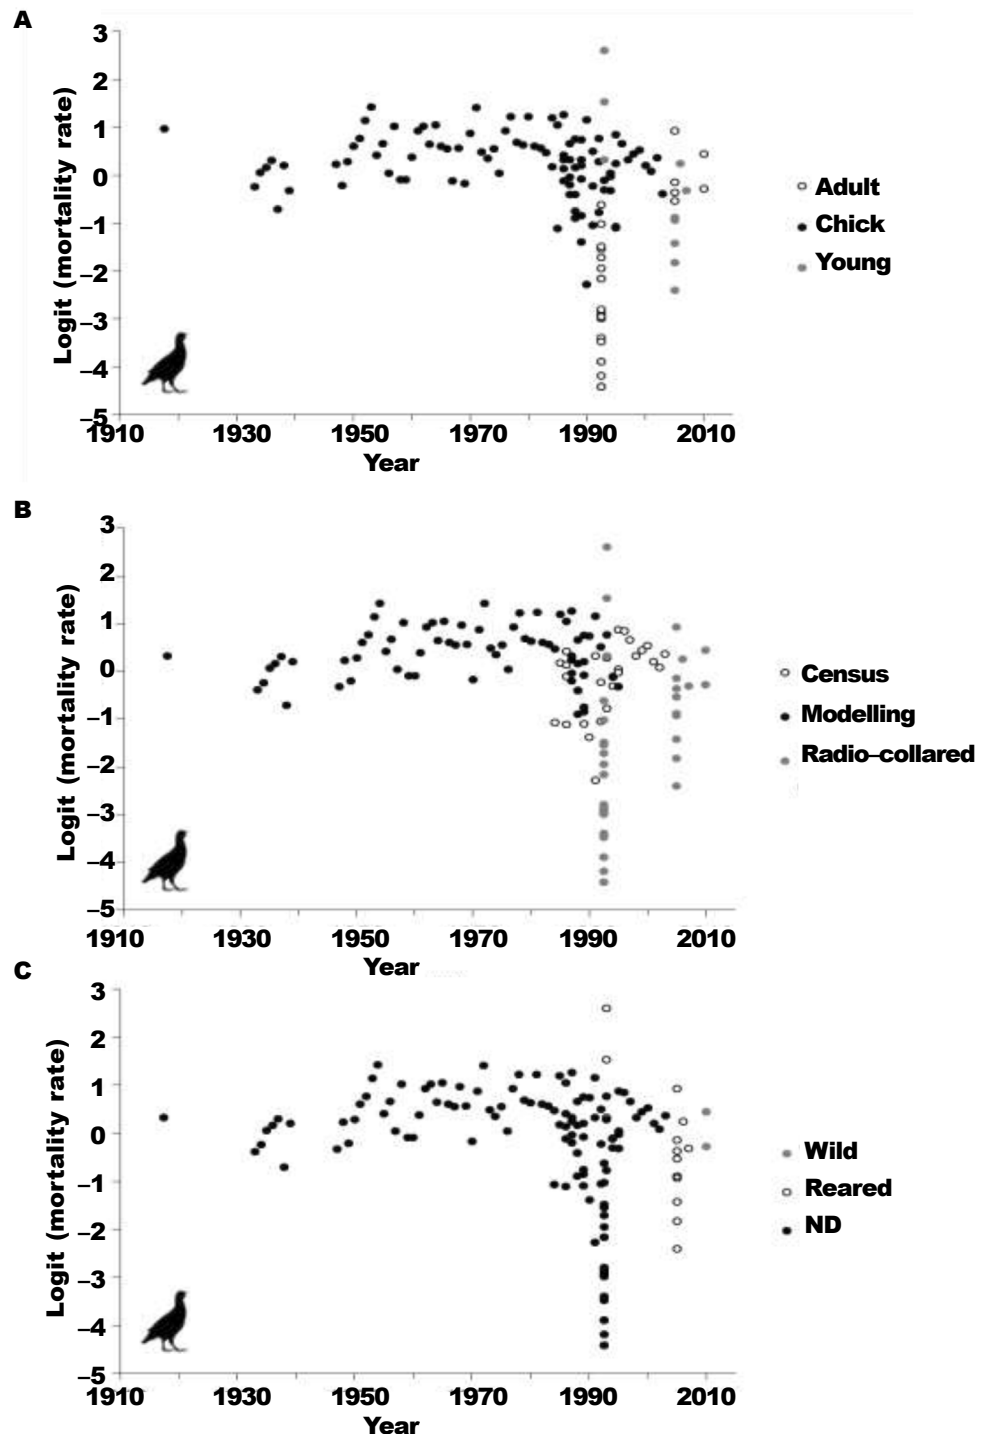 A
3
2
1
0
–1
–2
–3
–4
–5
Logit (mortality rate)
1910 1930 1950 1970 1990 2010
Year
Adult
Chick
Young
B
3
2
1
0
–1
–2
–3
–4
–5
Logit (mortality rate)
1910 1930 1950 1970 1990 2010
Year
Census
Modelling
Radio–collared
C
3
2
1
0
–1
–2
–3
–4
–5
Logit (mortality rate)
1910 1930 1950 1970 1990 2010
Year
Wild
Reared
ND